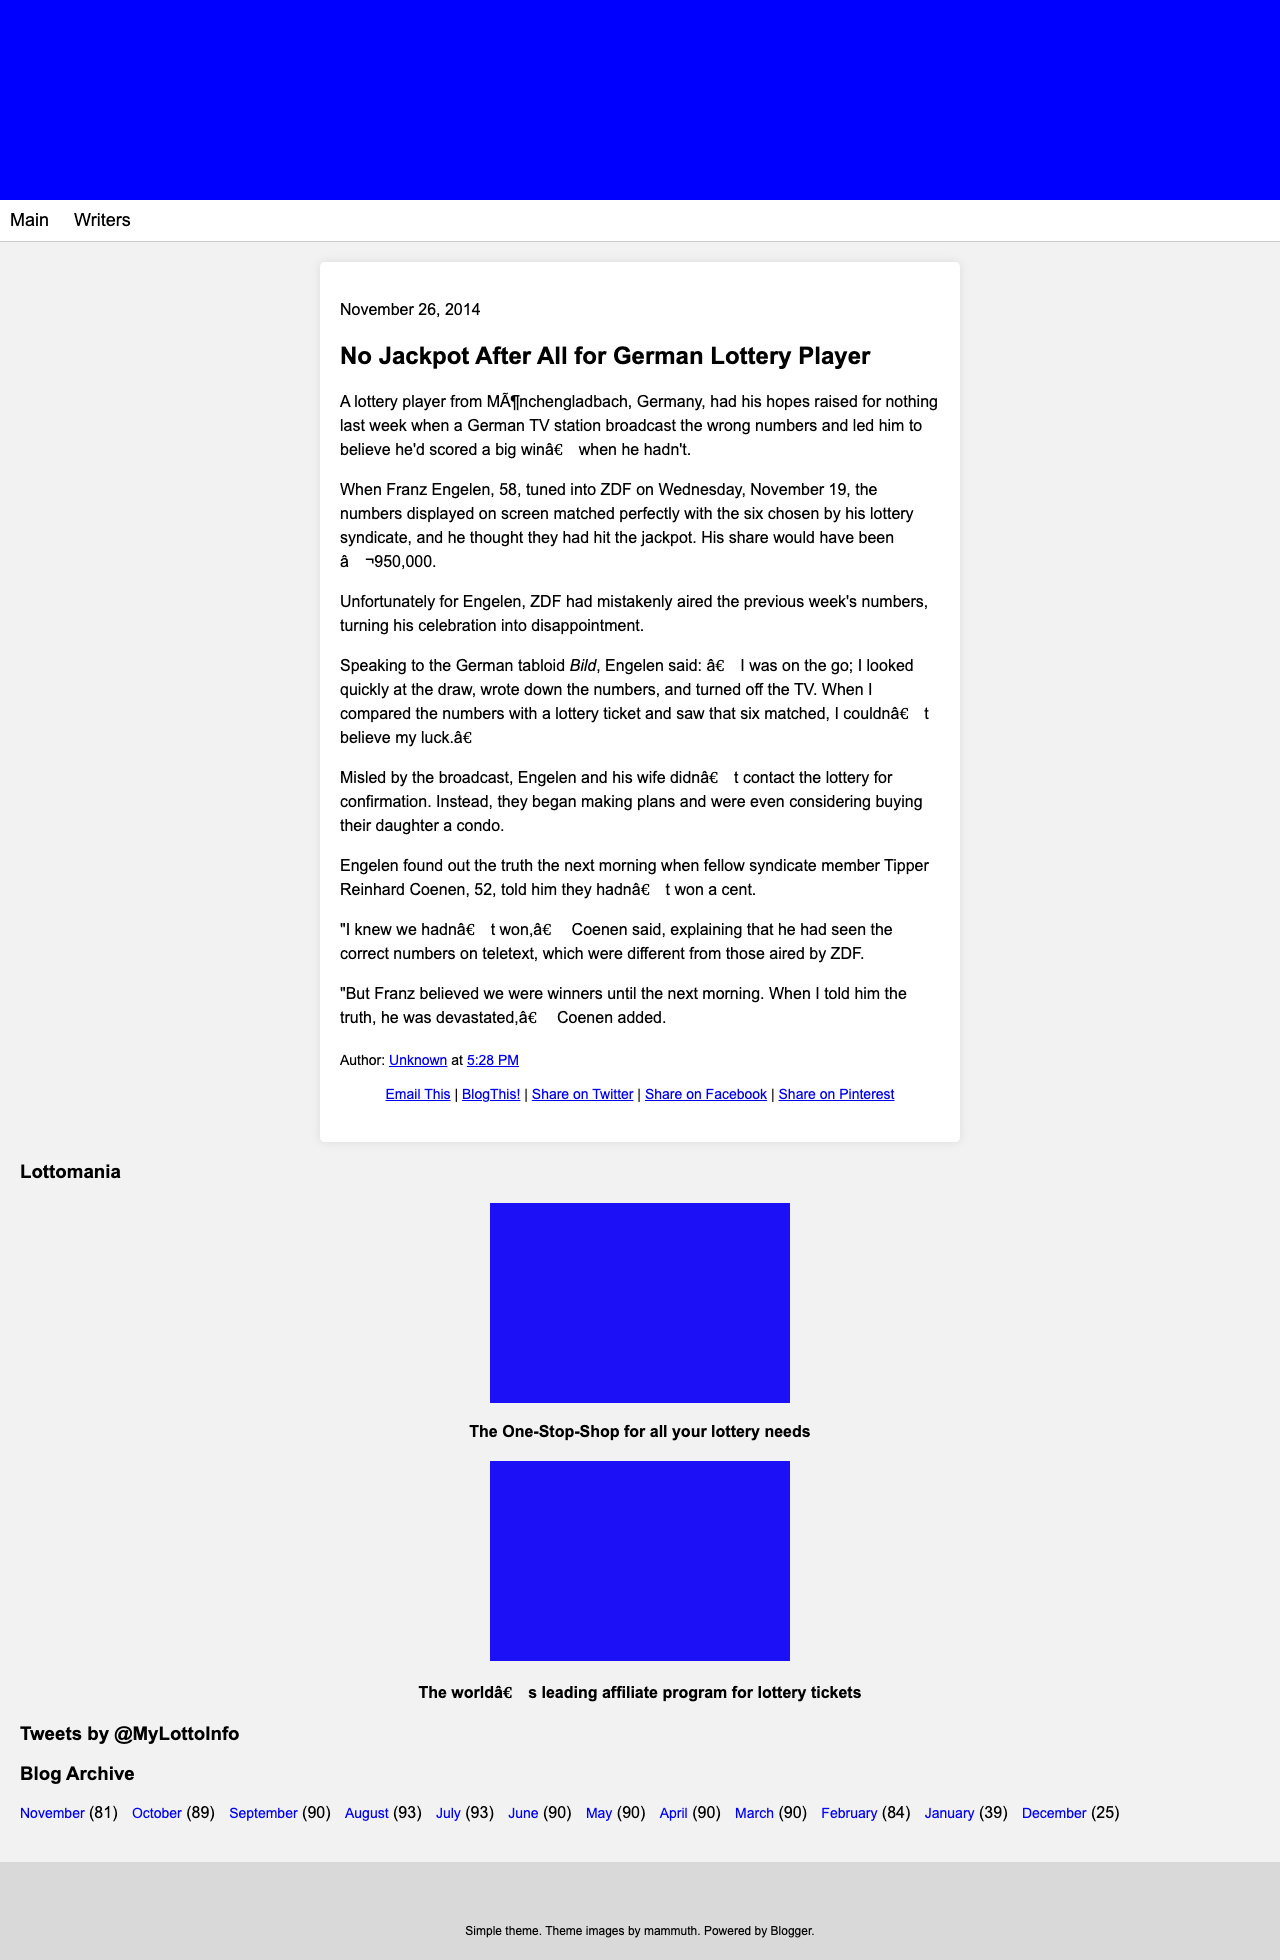 Main Writers
November 26, 2014
No Jackpot After All for German Lottery Player
A lottery player from MÃ¶nchengladbach, Germany, had his hopes raised for nothing
last week when a German TV station broadcast the wrong numbers and led him to
believe he'd scored a big winâ€ when he hadn't.
When Franz Engelen, 58, tuned into ZDF on Wednesday, November 19, the
numbers displayed on screen matched perfectly with the six chosen by his lottery
syndicate, and he thought they had hit the jackpot. His share would have been
â ¬950,000.
Unfortunately for Engelen, ZDF had mistakenly aired the previous week's numbers,
turning his celebration into disappointment.
Speaking to the German tabloid Bild, Engelen said: â€ I was on the go; I looked
quickly at the draw, wrote down the numbers, and turned off the TV. When I
compared the numbers with a lottery ticket and saw that six matched, I couldnâ€ t
believe my luck.â€
Misled by the broadcast, Engelen and his wife didnâ€ t contact the lottery for
confirmation. Instead, they began making plans and were even considering buying
their daughter a condo.
Engelen found out the truth the next morning when fellow syndicate member Tipper
Reinhard Coenen, 52, told him they hadnâ€ t won a cent.
"I knew we hadnâ€ t won,â€ Coenen said, explaining that he had seen the
correct numbers on teletext, which were different from those aired by ZDF.
"But Franz believed we were winners until the next morning. When I told him the
truth, he was devastated,â€ Coenen added.
Author: Unknown at 5:28 PM
Email This | BlogThis! | Share on Twitter | Share on Facebook | Share on Pinterest
Lottomania
The One-Stop-Shop for all your lottery needs
The worldâ€ s leading affiliate program for lottery tickets
Tweets by @MyLottoInfo
Blog Archive
November (81) October (89) September (90) August (93) July (93) June (90) May (90) April (90) March (90) February (84) January (39) December (25)
Simple theme. Theme images by mammuth. Powered by Blogger.